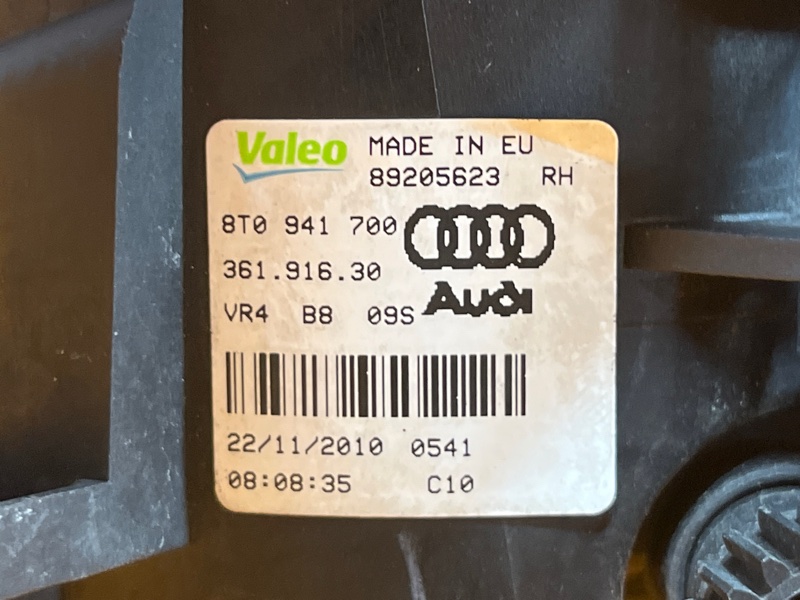 Valeo MADE IN EU
89205623 RH
8T0 941 700
361.916.30
VR4 B8 09S Audi
22/11/2010 0541
08:08:35 C10